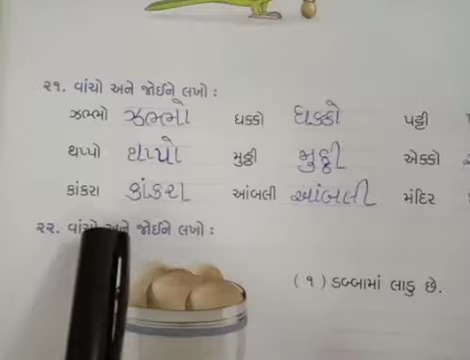 ૨૧. વાંચો અને જોઈને લખો :
ઝભ્ભો ઝભ્ભો ધક્કો ધક્કો પટ્ટી
થપ્પો થપ્પો મુઠ્ઠી મુઠ્ઠી એક્કો
કાંકરા કાંકરા આંબલી આંબલી મંદિર
૨૨. વાંચો અને જોઈને લખો :
(૧) ડબ્બામાં લાડુ છે.